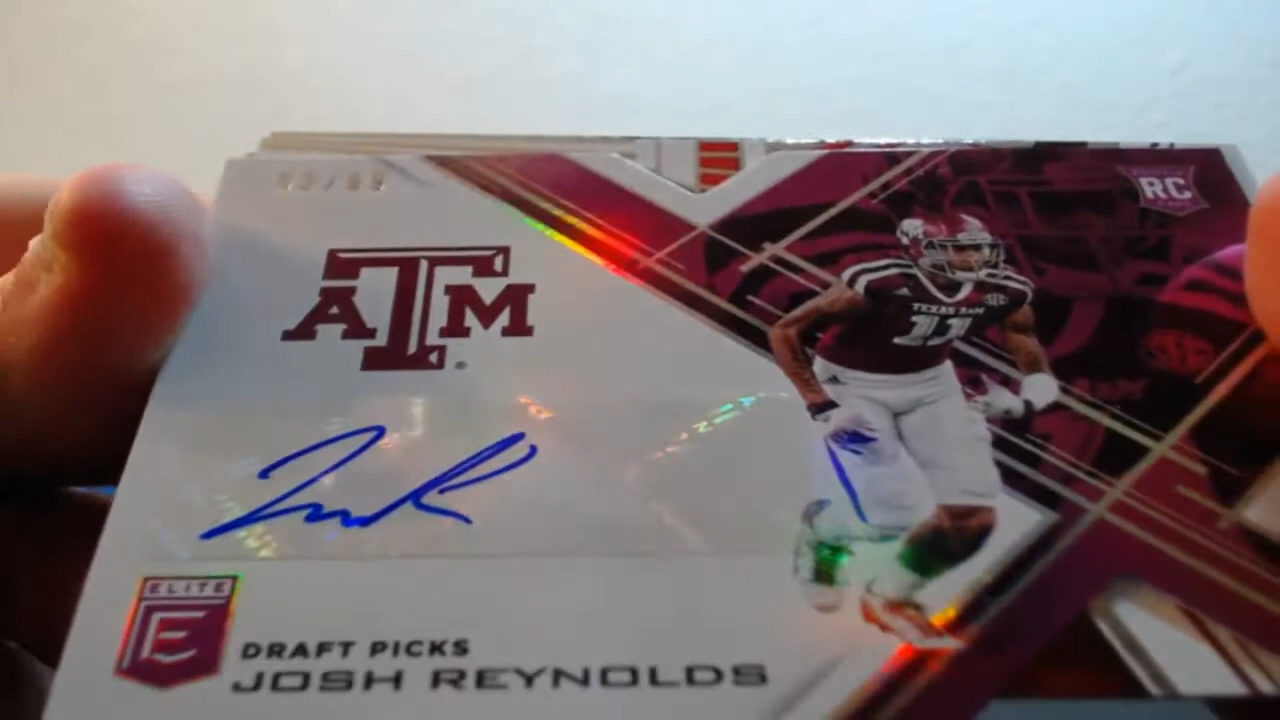 RC
ATM
TEXAS A&M
11
ELITE
E
DRAFT PICKS
JOSH REYNOLDS